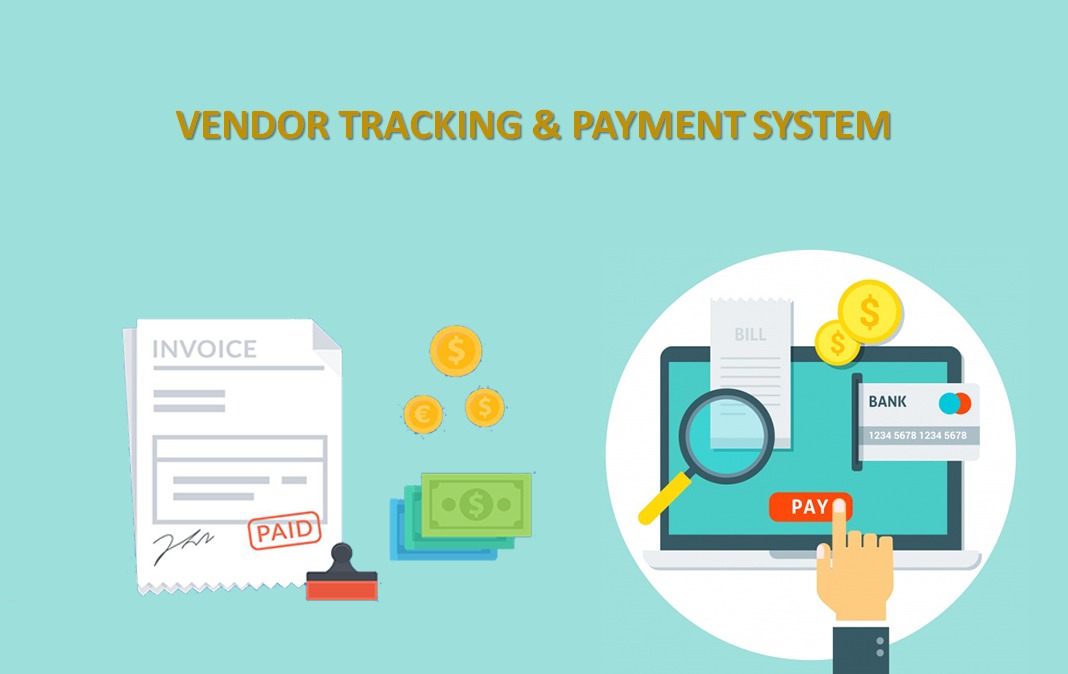 VENDOR TRACKING & PAYMENT SYSTEM
INVOICE
PAID
$
€
$
$
BILL
$
$
BANK
1234 5678 1234 5678
PAY